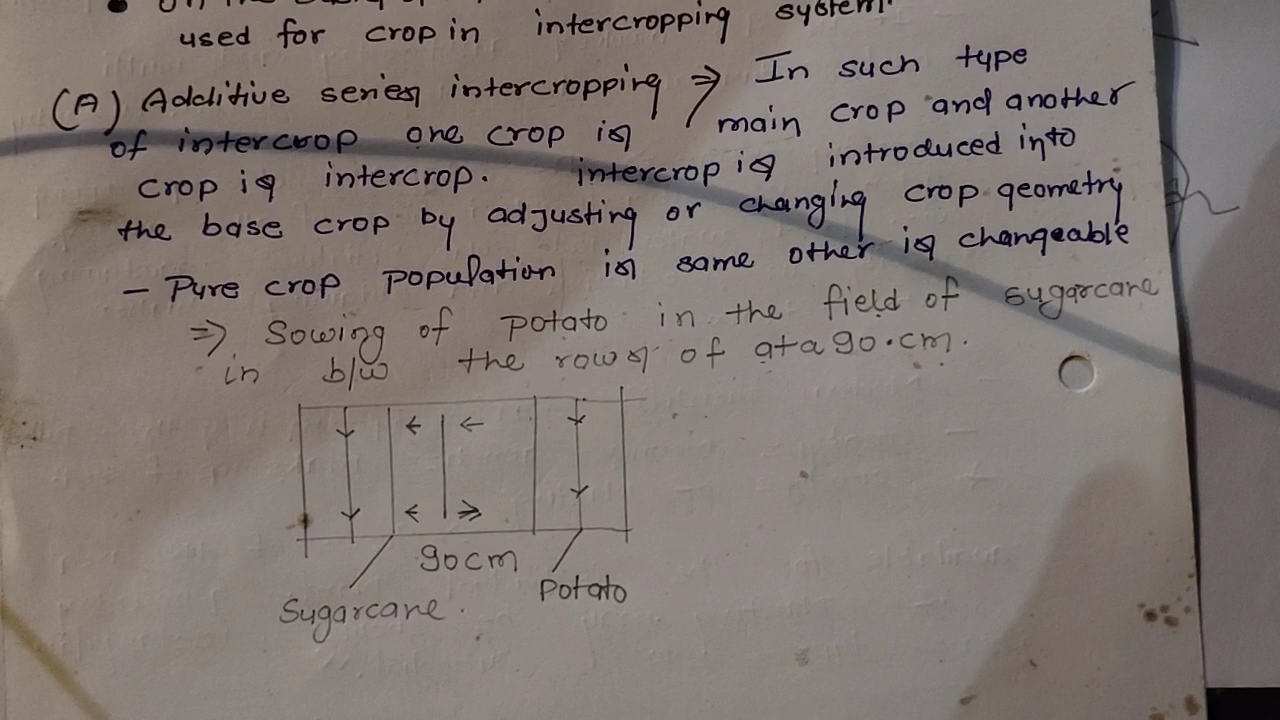 used for crop in intercropping system.
(A) Additive series intercropping ⇒ In such type
of intercrop one crop is main crop and another
crop is intercrop. intercrop is introduced into
the base crop by adjusting or changing crop geometry
- Pure crop population is same other is changeable
⇒ Sowing of potato in the field of sugarcane
in b/w the rows of at a 90.cm.
90cm
Sugarcane.
Potato